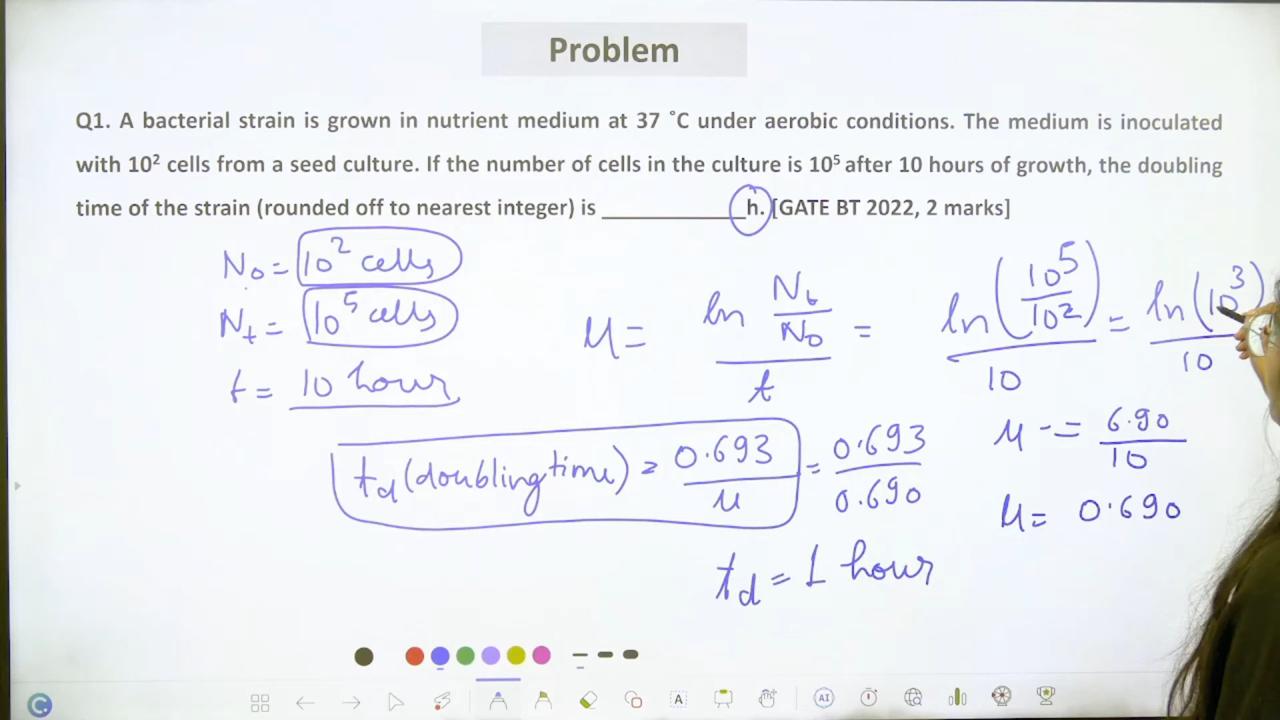 Problem
Q1. A bacterial strain is grown in nutrient medium at 37 ˚C under aerobic conditions. The medium is inoculated
with 10² cells from a seed culture. If the number of cells in the culture is 10⁵ after 10 hours of growth, the doubling
time of the strain (rounded off to nearest integer) is ____________h. [GATE BT 2022, 2 marks]
N₀ = 10² cells
Nₜ = 10⁵ cells
t = 10 hour
μ = ln Nₜ/N₀ / t = ln (10⁵/10²) / 10 = ln (10³) / 10
μ = 6.90/10
μ = 0.690
t_d (doubling time) = 0.693/μ = 0.693/0.690
t_d = 1 hour
A
AI